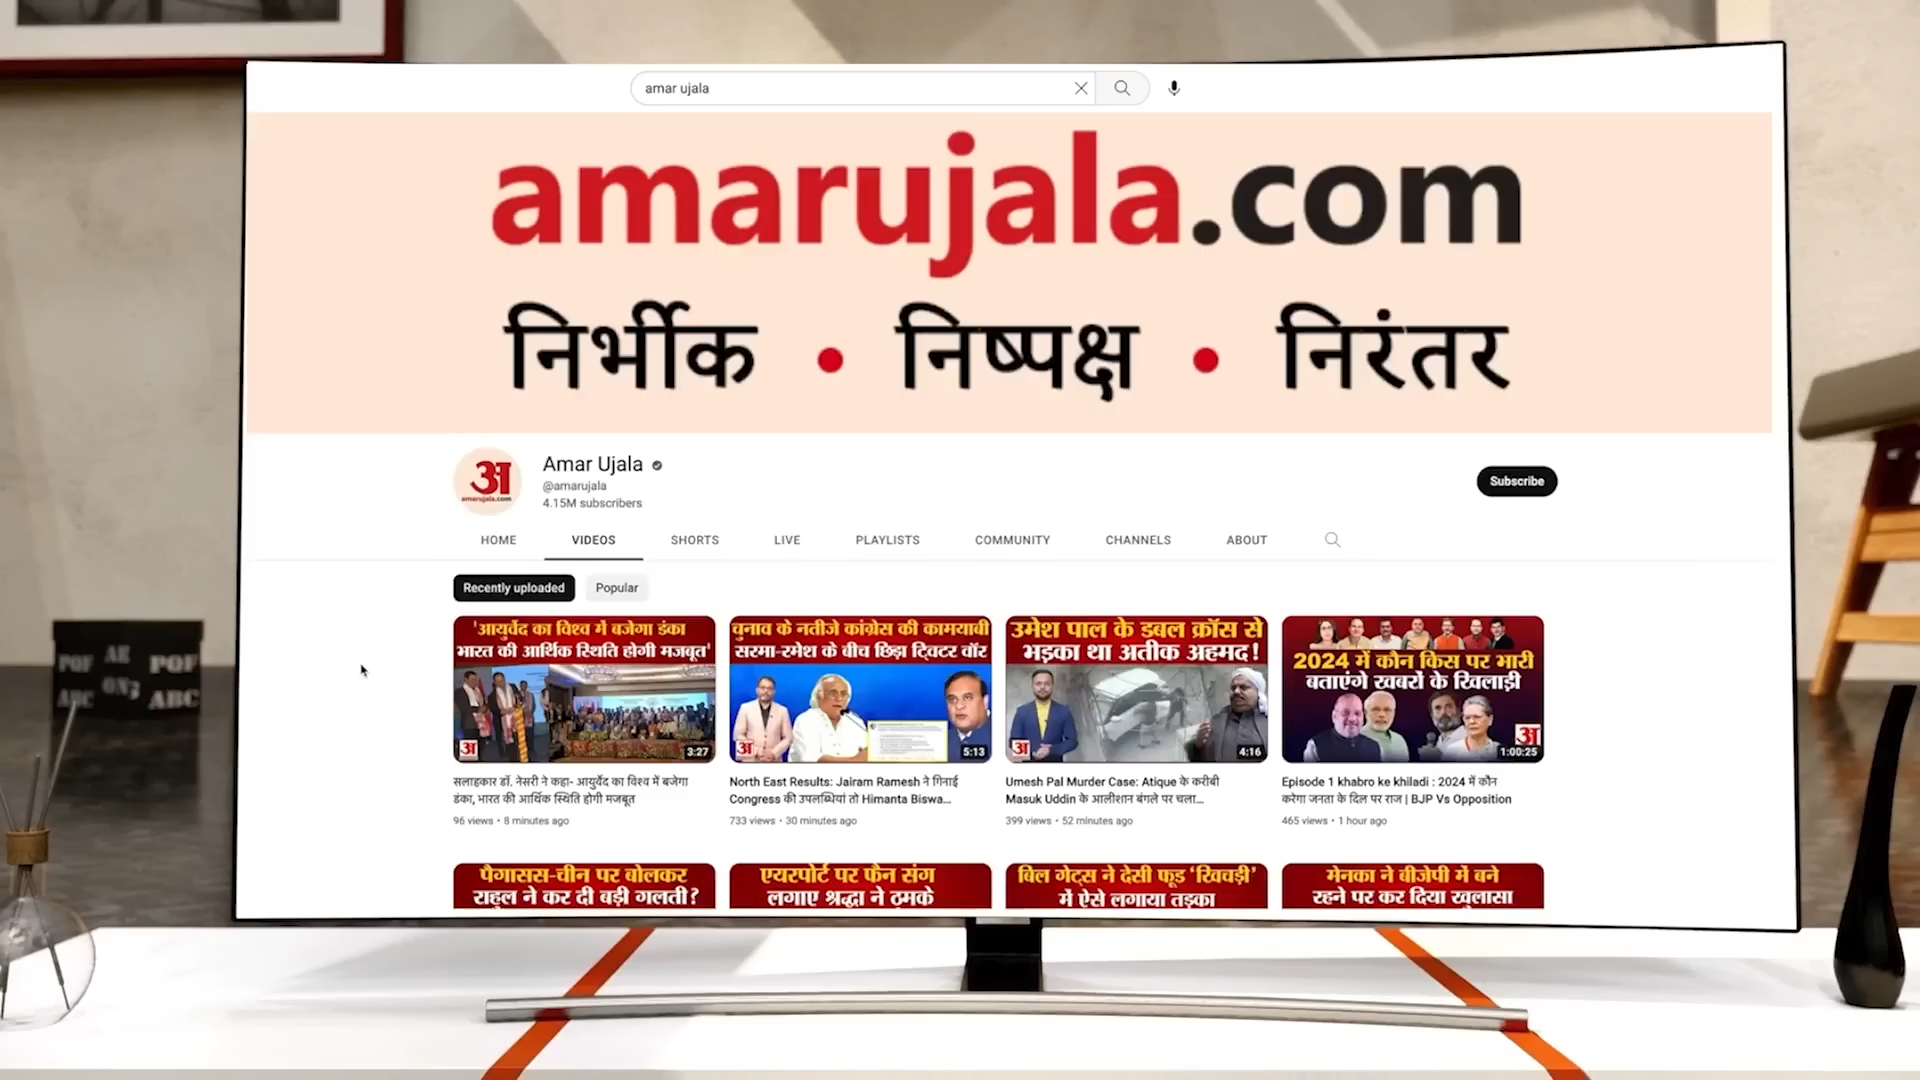 amar ujala
amarujala.com
निर्भीक • निष्पक्ष • निरंतर
अ
amarujala.com
Amar Ujala
@amarujala
4.15M subscribers
Subscribe
HOME VIDEOS SHORTS LIVE PLAYLISTS COMMUNITY CHANNELS ABOUT
Recently uploaded Popular
'आयुर्वेद का विश्व में बजेगा डंका
भारत की आर्थिक स्थिति होगी मजबूत'
अ
3:27
सलाहकार डॉ. नेसरी ने कहा- आयुर्वेद का विश्व में बजेगा
डंका, भारत की आर्थिक स्थिति होगी मजबूत
96 views • 8 minutes ago
चुनाव के नतीजे कांग्रेस की कामयाबी
सरमा-रमेश के बीच छिड़ा ट्विटर वॉर
अ
5:13
North East Results: Jairam Ramesh ने गिनाई
Congress की उपलब्धियां तो Himanta Biswa...
733 views • 30 minutes ago
उमेश पाल के डबल क्रॉस से
भड़का था अतीक अहमद!
अ
4:16
Umesh Pal Murder Case: Atique के करीबी
Masuk Uddin के आलीशान बंगले पर चला...
399 views • 52 minutes ago
2024 में कौन किस पर भारी
बताएंगे खबरों के खिलाड़ी
अ
1:00:25
Episode 1 khabro ke khiladi : 2024 में कौन
करेगा जनता के दिल पर राज | BJP Vs Opposition
465 views • 1 hour ago
पैगासस-चीन पर बोलकर
राहुल ने कर दी बड़ी गलती?
एयरपोर्ट पर फैन संग
लगाए श्रद्धा ने ठुमके
बिल गेट्स ने देसी फूड 'खिचड़ी'
में ऐसे लगाया तड़का
मेनका ने बीजेपी में बने
रहने पर कर दिया खुलासा
PQF PQF
ABC ABC